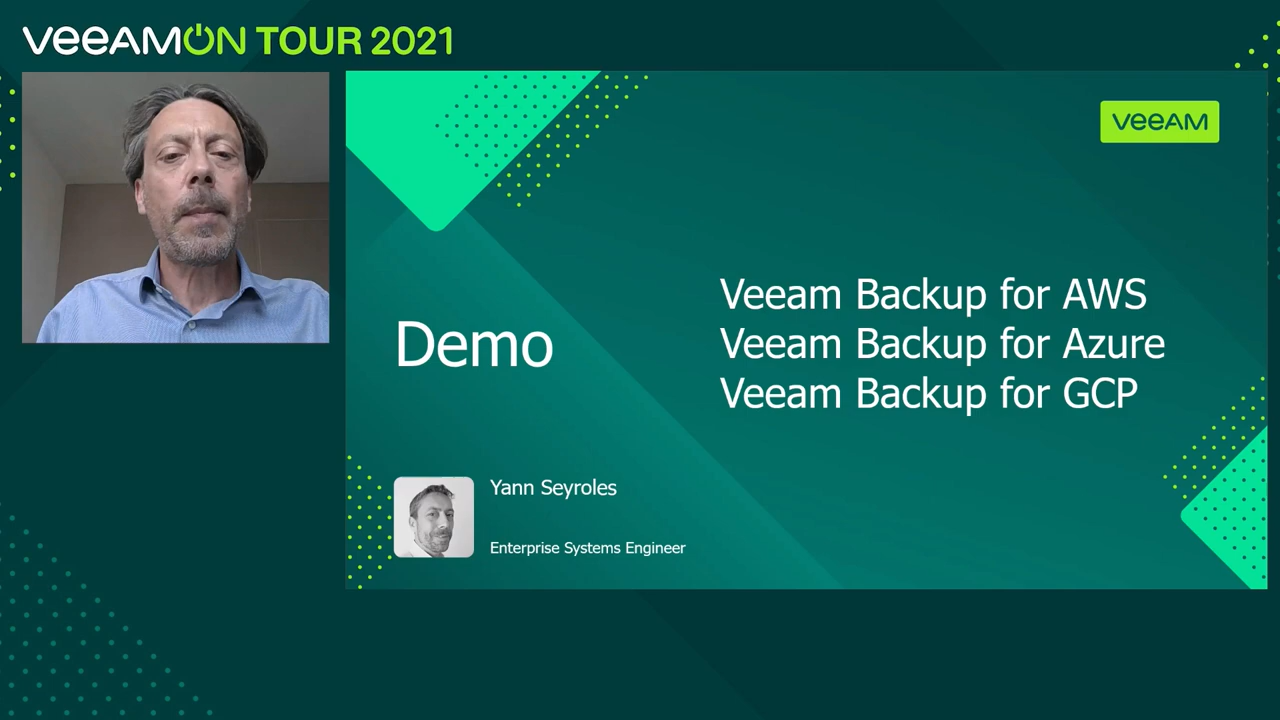 VEEAMON TOUR 2021
VEEAM
Demo
Veeam Backup for AWS
Veeam Backup for Azure
Veeam Backup for GCP
Yann Seyroles
Enterprise Systems Engineer